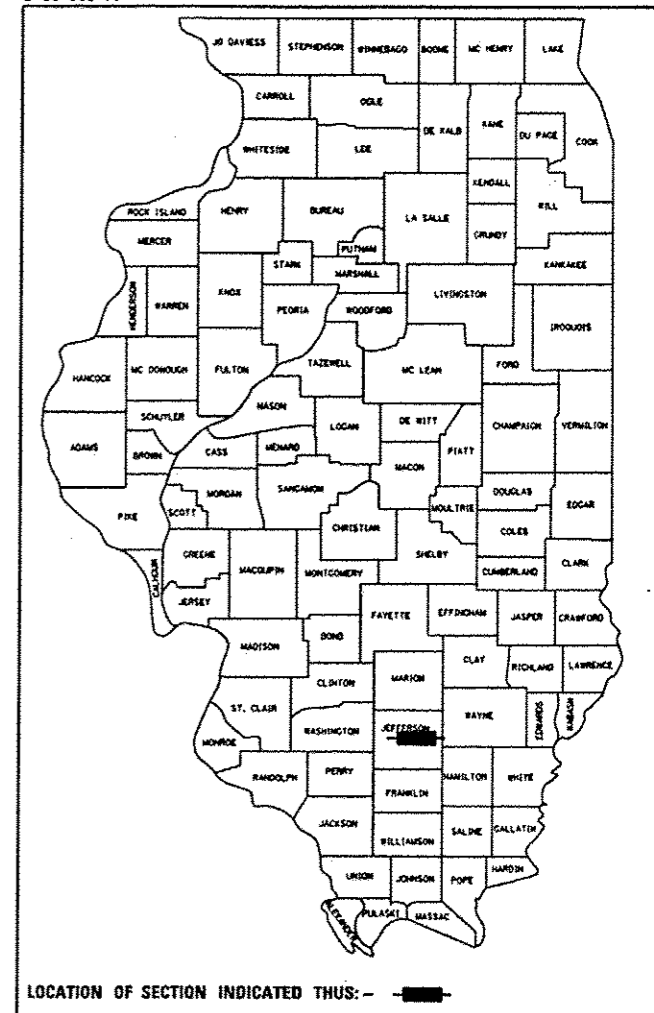 JO DAVIESS STEPHENSON WINNEBAGO BOONE MC HENRY LAKE
CARROLL OGLE DE KALB KANE DU PAGE COOK
WHITESIDE LEE KENDALL WILL
ROCK ISLAND HENRY BUREAU LA SALLE GRUNDY
MERCER PUTNAM KANKAKEE
STARK MARSHALL
HENDERSON WARREN KNOX PEORIA WOODFORD LIVINGSTON IROQUOIS
HANCOCK MC DONOUGH FULTON TAZEWELL MC LEAN FORD
SCHUYLER MASON LOGAN DE WITT CHAMPAIGN VERMILION
ADAMS BROWN CASS MENARD PIATT
MACON
PIKE SCOTT MORGAN SANGAMON CHRISTIAN MOULTRIE DOUGLAS EDGAR
COLES
CALHOUN GREENE MACOUPIN MONTGOMERY SHELBY CUMBERLAND CLARK
JERSEY FAYETTE EFFINGHAM JASPER CRAWFORD
MADISON BOND CLAY RICHLAND LAWRENCE
CLINTON MARION
ST. CLAIR WASHINGTON JEFFERSON WAYNE EDWARDS WABASH
MONROE
RANDOLPH PERRY HAMILTON WHITE
FRANKLIN
JACKSON WILLIAMSON SALINE GALLATIN
UNION JOHNSON POPE HARDIN
ALEXANDER PULASKI MASSAC
LOCATION OF SECTION INDICATED THUS: -